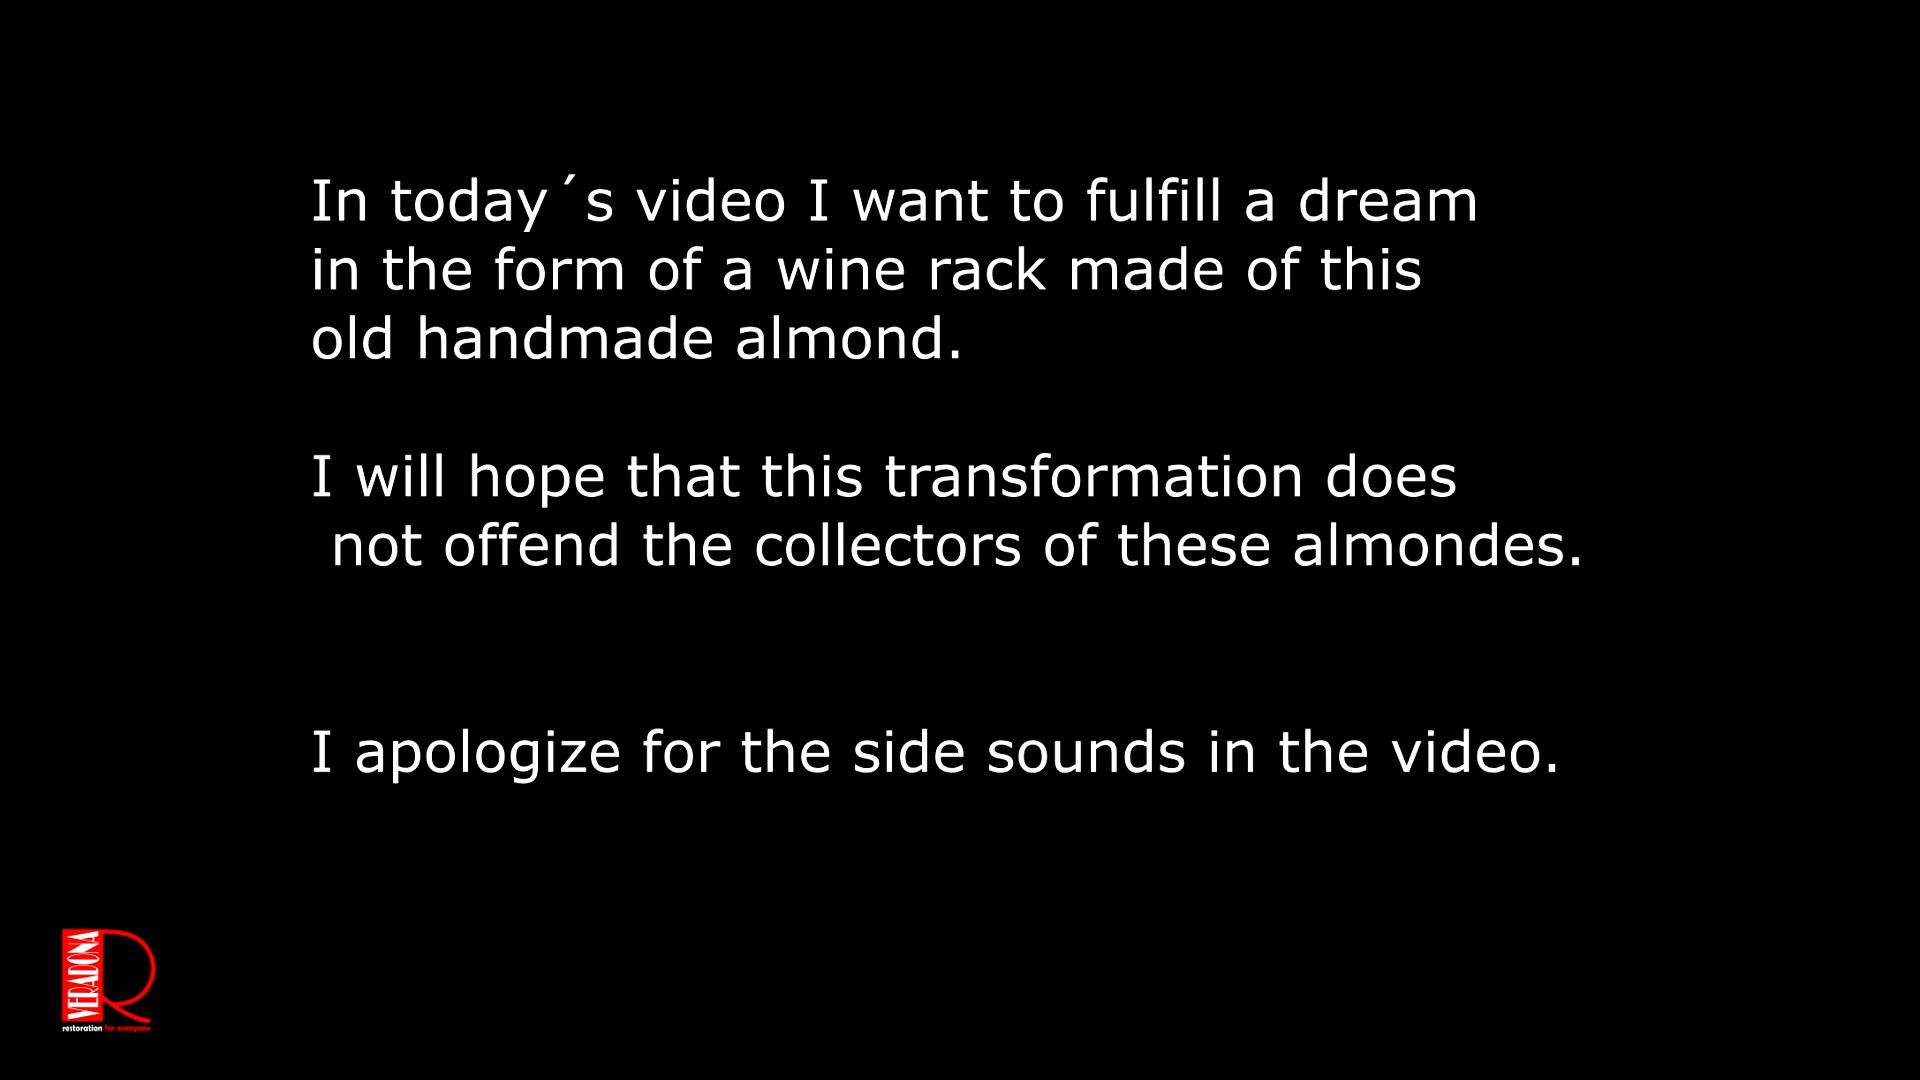 In today´s video I want to fulfill a dream
in the form of a wine rack made of this
old handmade almond.
I will hope that this transformation does
not offend the collectors of these almondes.
I apologize for the side sounds in the video.
VERADONA
R
restoration for everyone